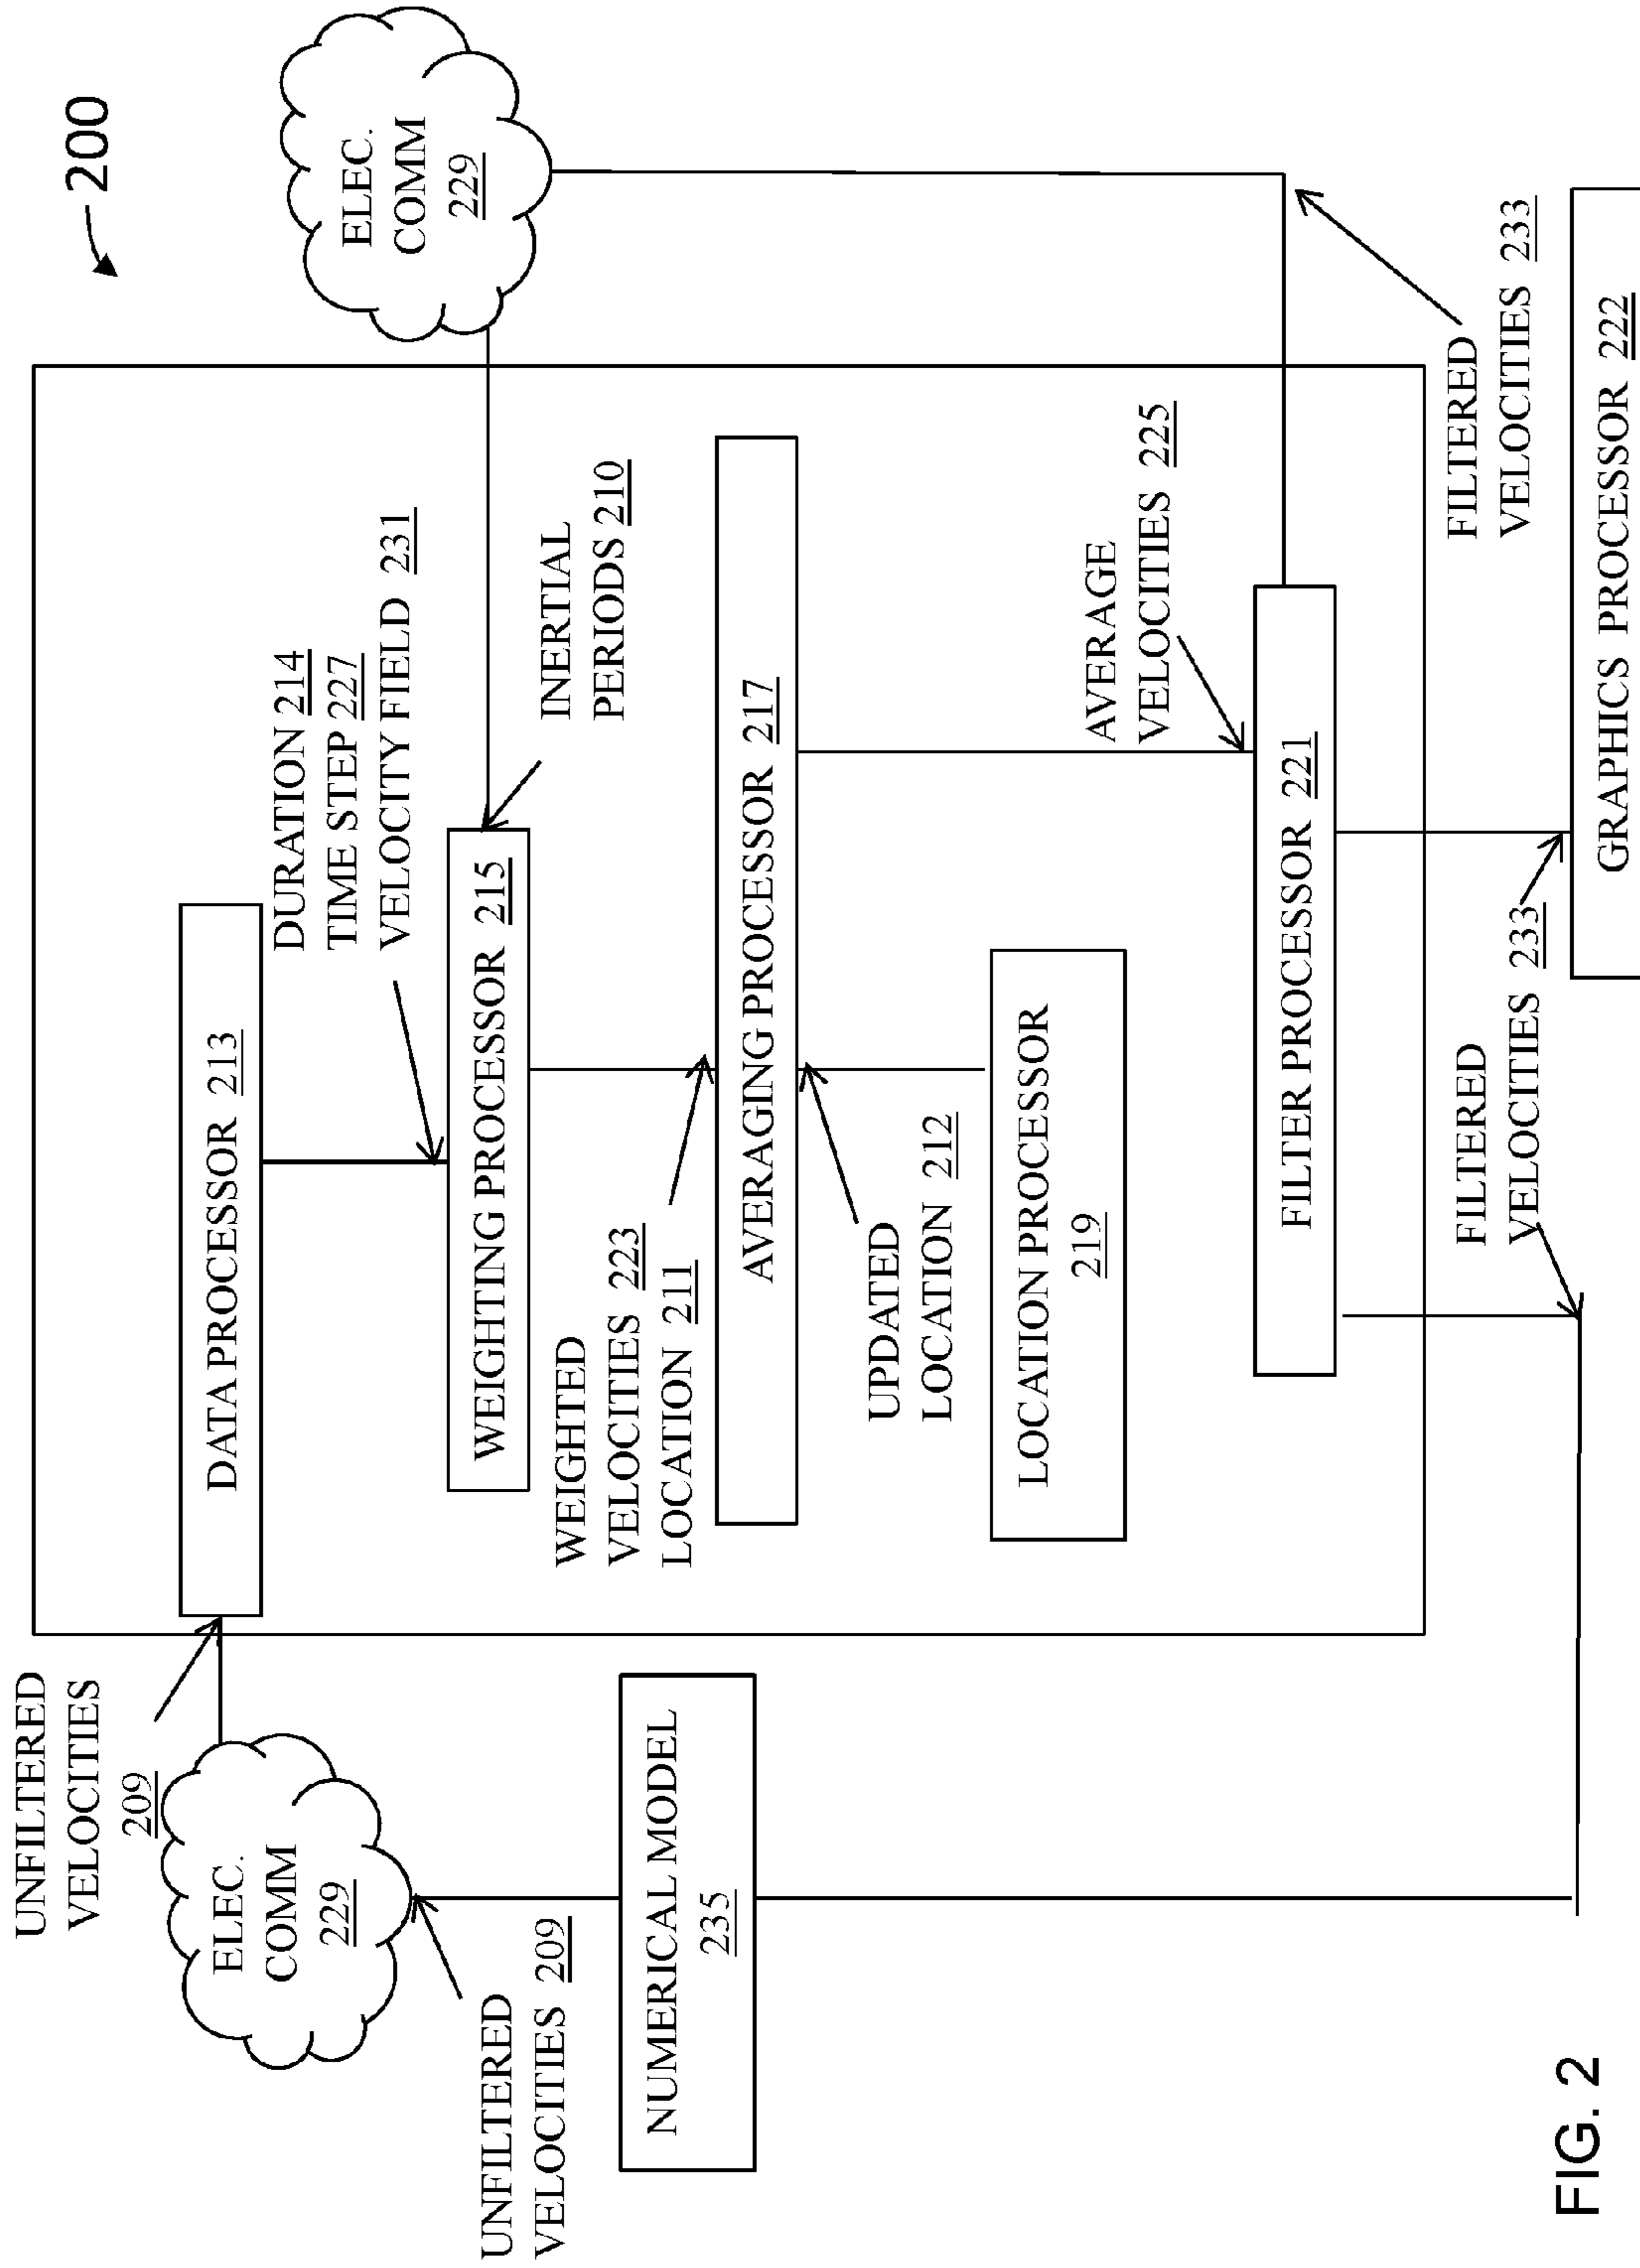 200
UNFILTERED
VELOCITIES
209
DATA PROCESSOR 213
ELEC.
COMM
229
DURATION 214
TIME STEP 227
VELOCITY FIELD 231
ELEC.
COMM
229
WEIGHTING PROCESSOR 215
INERTIAL
PERIODS 210
UNFILTERED
VELOCITIES 209
WEIGHTED
VELOCITIES 223
LOCATION 211
NUMERICAL MODEL
235
AVERAGING PROCESSOR 217
UPDATED
LOCATION 212
LOCATION PROCESSOR
219
AVERAGE
VELOCITIES 225
FILTER PROCESSOR 221
FILTERED
VELOCITIES 233
FILTERED
VELOCITIES 233
GRAPHICS PROCESSOR 222
FIG. 2